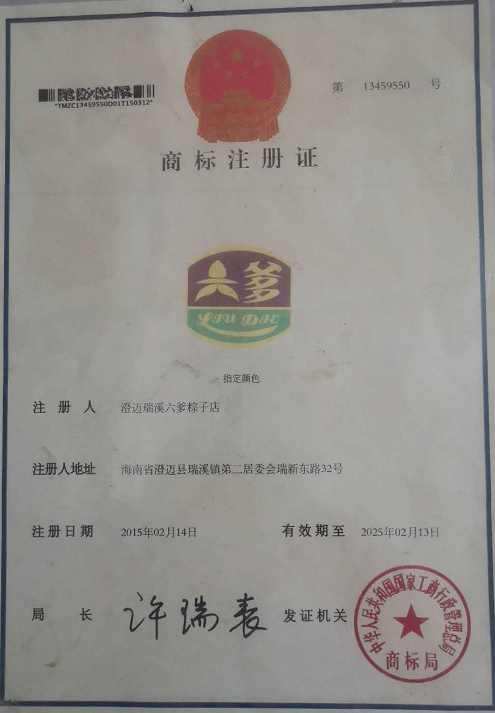 第 13459550 号
*TMZC13459550D01T150312*
商标注册证
六爹
LIU DIE
指定颜色
注册人 澄迈瑞溪六爹粽子店
注册人地址 海南省澄迈县瑞溪镇第二居委会瑞新东路32号
注册日期 2015年02月14日 有效期至 2025年02月13日
局长 许瑞表 发证机关
中华人民共和国国家工商行政管理总局
商标局